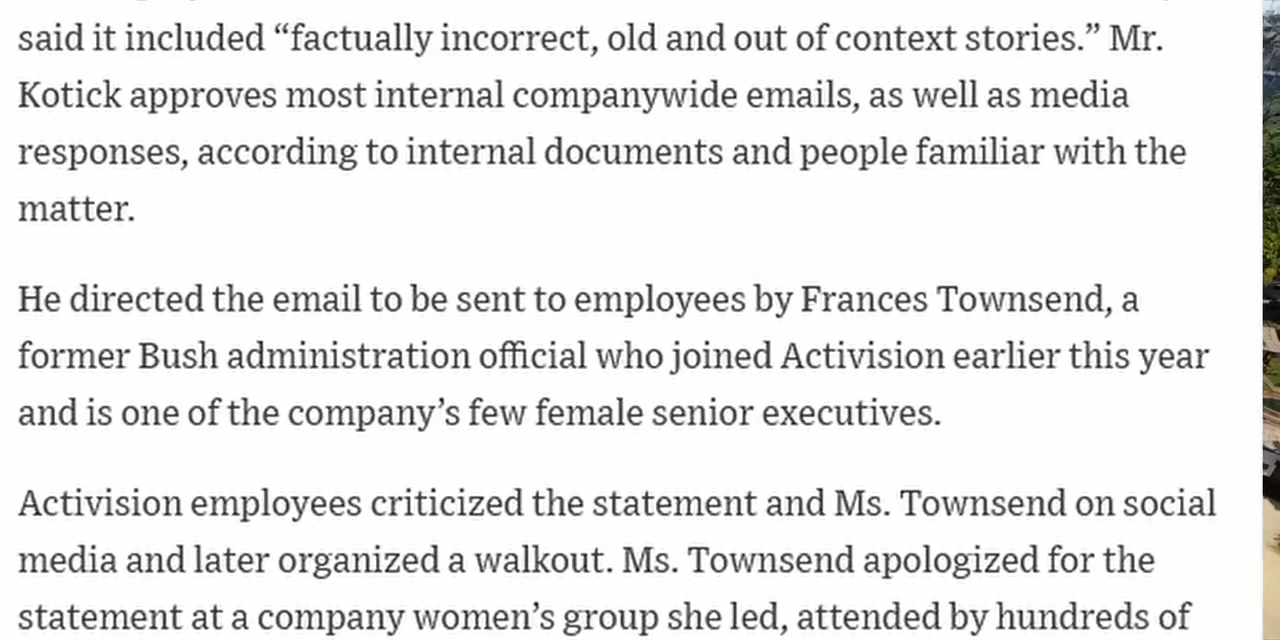 said it included “factually incorrect, old and out of context stories.” Mr.
Kotick approves most internal companywide emails, as well as media
responses, according to internal documents and people familiar with the
matter.
He directed the email to be sent to employees by Frances Townsend, a
former Bush administration official who joined Activision earlier this year
and is one of the company’s few female senior executives.
Activision employees criticized the statement and Ms. Townsend on social
media and later organized a walkout. Ms. Townsend apologized for the
statement at a company women’s group she led, attended by hundreds of